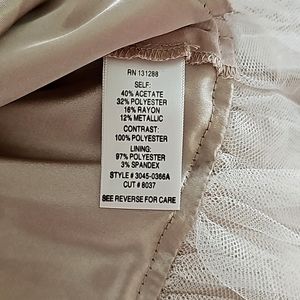 RN 131288
SELF:
40% ACETATE
32% POLYESTER
16% RAYON
12% METALLIC
CONTRAST:
100% POLYESTER
LINING:
97% POLYESTER
3% SPANDEX
STYLE # 3045-0366A
CUT # 8037
SEE REVERSE FOR CARE